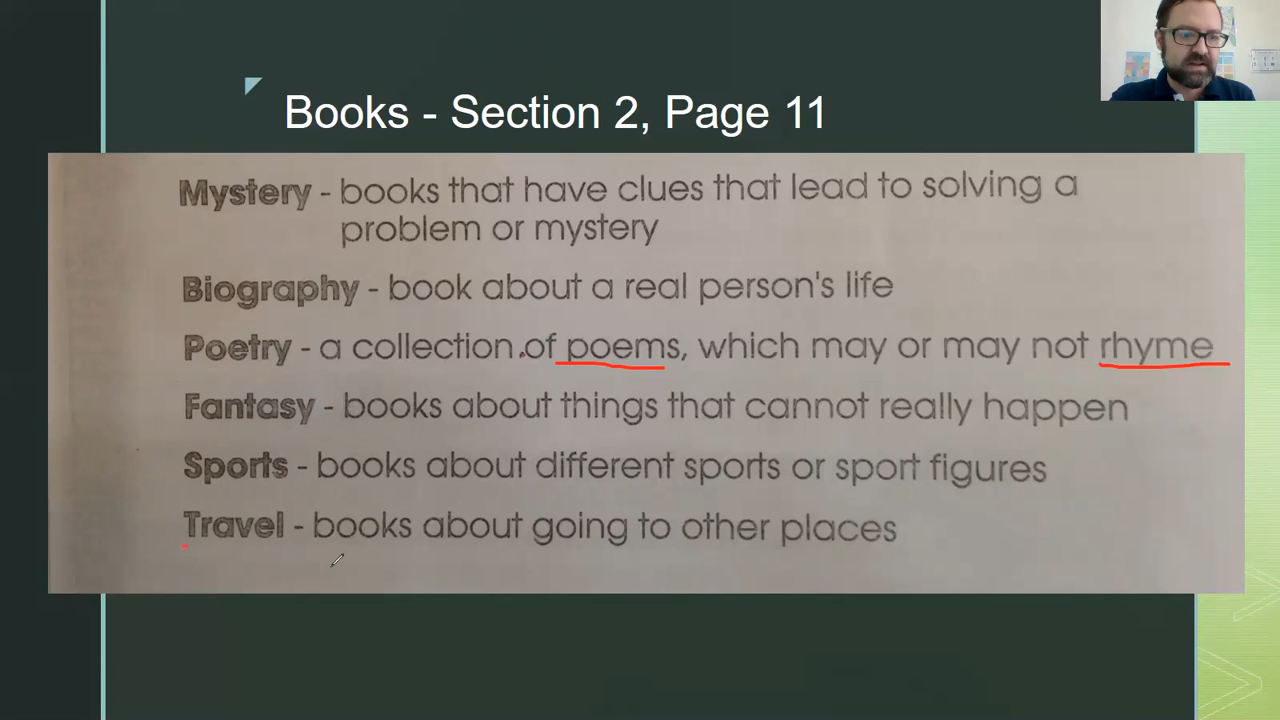 Books - Section 2, Page 11
Mystery - books that have clues that lead to solving a
problem or mystery
Biography - book about a real person's life
Poetry - a collection of poems, which may or may not rhyme
Fantasy - books about things that cannot really happen
Sports - books about different sports or sport figures
Travel - books about going to other places